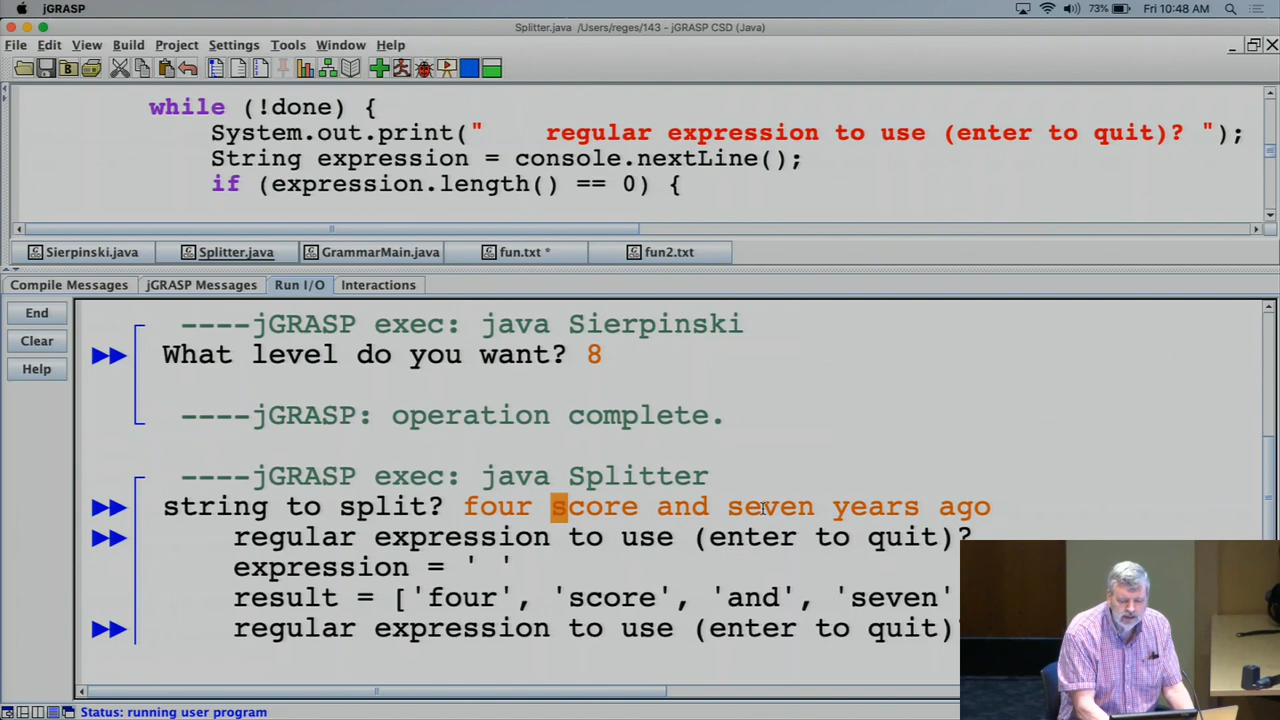 jGRASP
73%
Fri 10:48 AM
Splitter.java /Users/reges/143 - jGRASP CSD (Java)
File Edit View Build Project Settings Tools Window Help
while (!done) {
System.out.print("    regular expression to use (enter to quit)? ");
String expression = console.nextLine();
if (expression.length() == 0) {
Sierpinski.java Splitter.java GrammarMain.java fun.txt * fun2.txt
Compile Messages jGRASP Messages Run I/O Interactions
End
Clear
Help
----jGRASP exec: java Sierpinski
What level do you want? 8
----jGRASP: operation complete.
----jGRASP exec: java Splitter
string to split? four score and seven years ago
regular expression to use (enter to quit)?
expression = ' '
result = ['four', 'score', 'and', 'seven'
regular expression to use (enter to quit)
Status: running user program